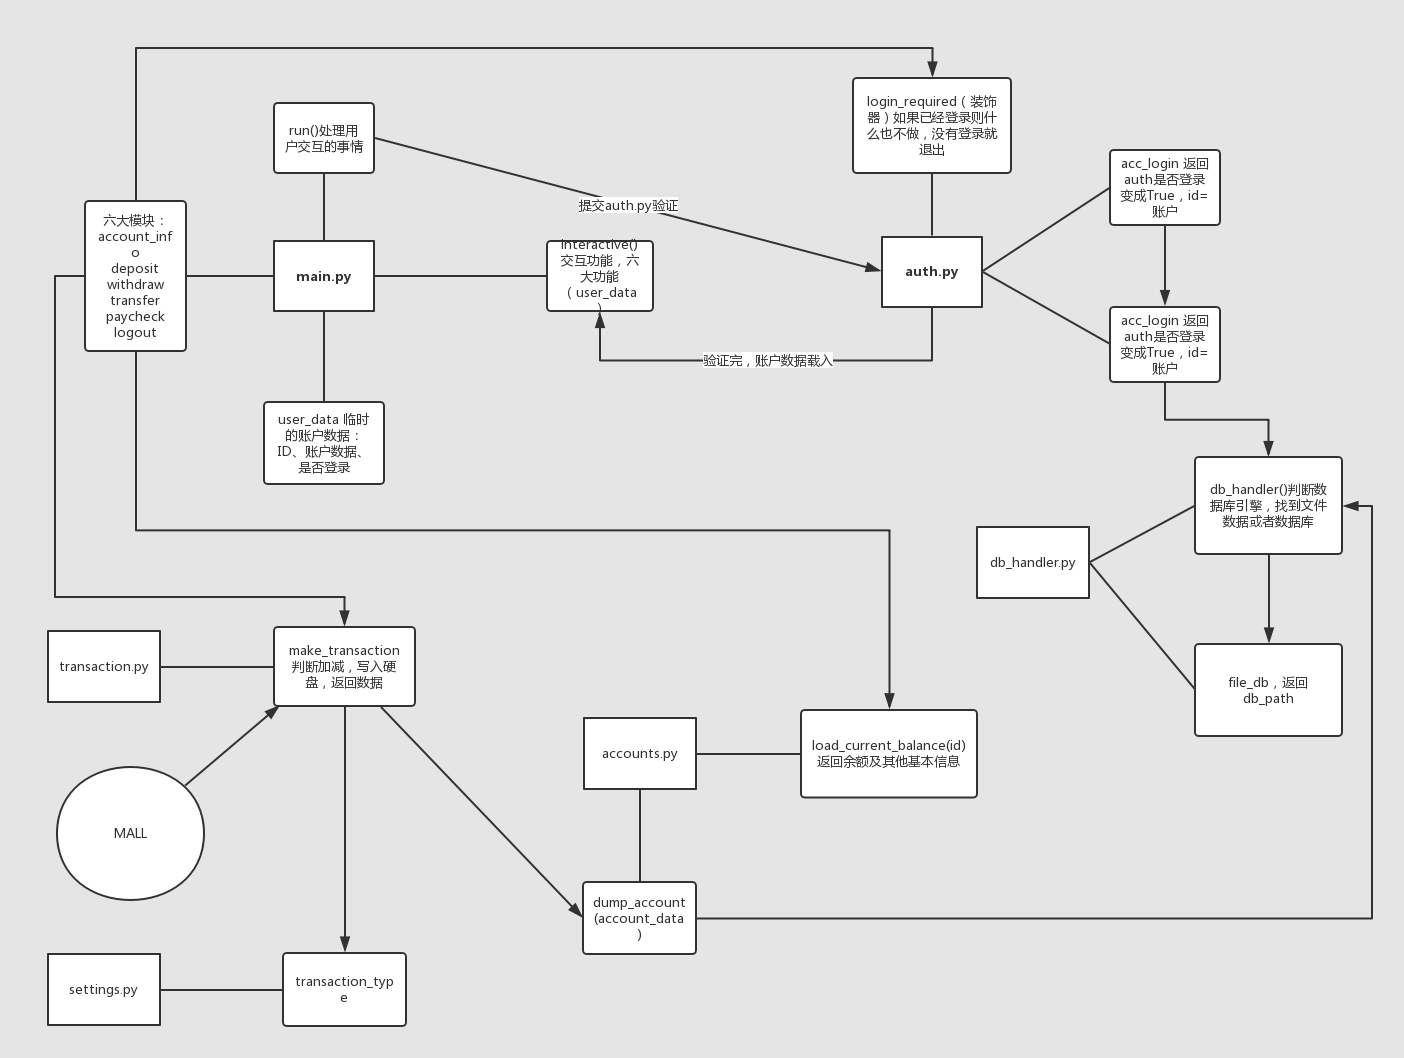 login_required（装饰
器）如果已经登录则什
么也不做，没有登录就
退出
run()处理用
户交互的事情
acc_login 返回
auth是否登录
变成True，id=
账户
提交auth.py验证
六大模块：
account_inf
o
deposit
withdraw
transfer
paycheck
logout
main.py
interactive()
交互功能，六
大功能
（user_data
）
auth.py
acc_login 返回
auth是否登录
变成True，id=
账户
验证完，账户数据载入
user_data 临时
的账户数据：
ID、账户数据、
是否登录
db_handler()判断数
据库引擎，找到文件
数据或者数据库
db_handler.py
transaction.py
make_transaction
判断加减，写入硬
盘，返回数据
file_db，返回
db_path
accounts.py
load_current_balance(id)
返回余额及其他基本信息
MALL
dump_account
(account_data
)
settings.py
transaction_typ
e